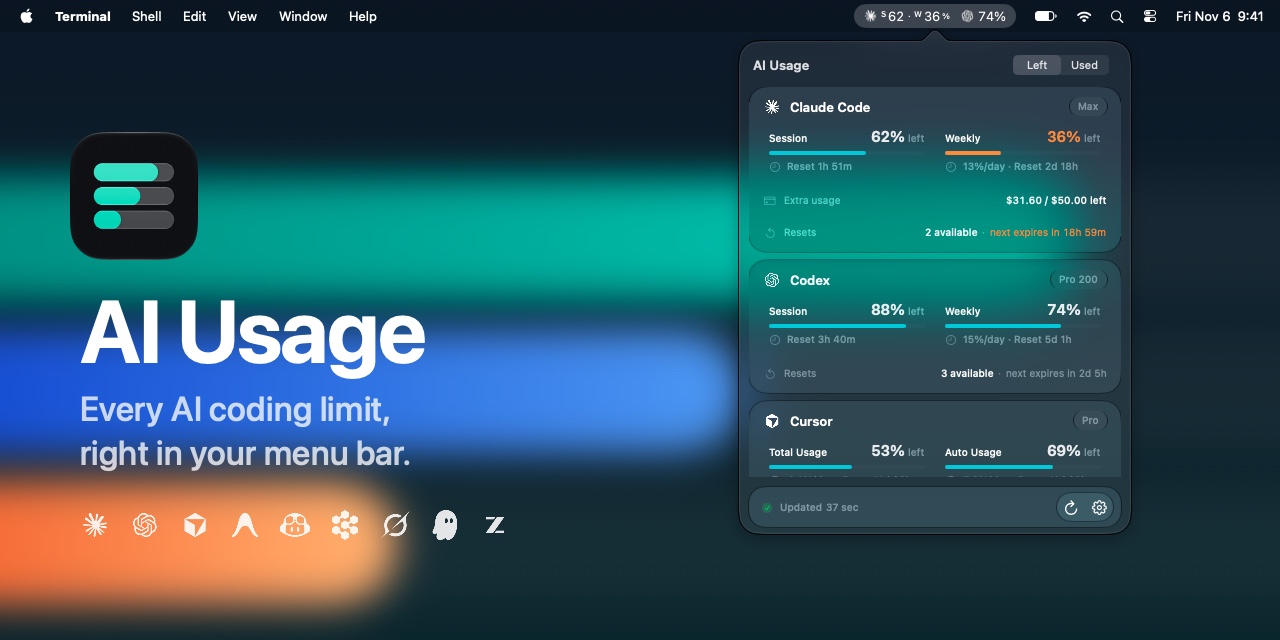 Terminal Shell Edit View Window Help
S 62 · W 36% 74% Fri Nov 6 9:41
AI Usage
Every AI coding limit,
right in your menu bar.
AI Usage Left Used
Claude Code Max
Session 62% left Weekly 36% left
Reset 1h 51m 13%/day · Reset 2d 18h
Extra usage $31.60 / $50.00 left
Resets 2 available · next expires in 18h 59m
Codex Pro 200
Session 88% left Weekly 74% left
Reset 3h 40m 15%/day · Reset 5d 1h
Resets 3 available · next expires in 2d 5h
Cursor Pro
Total Usage 53% left Auto Usage 69% left
Updated 37 sec